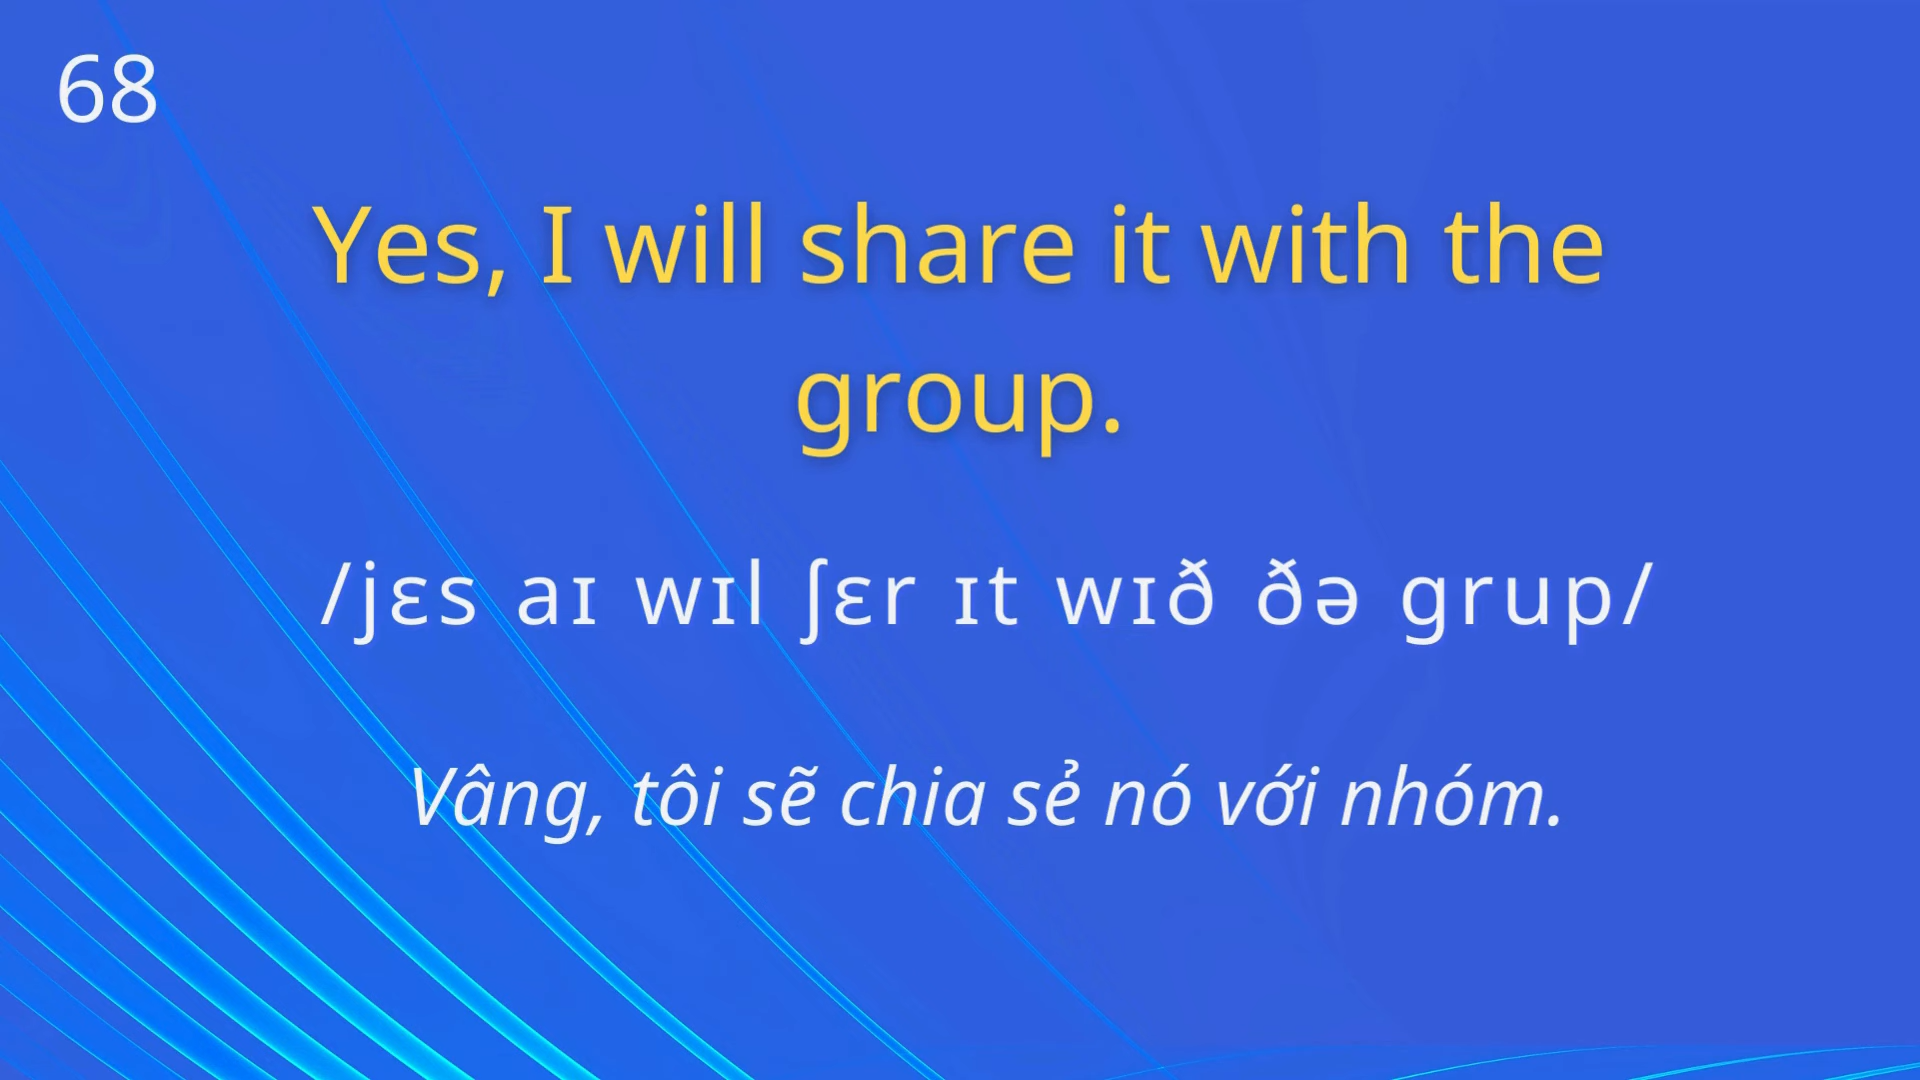 68
Yes, I will share it with the
group.
/jɛs aɪ wɪl ʃɛr ɪt wɪð ðə grup/
Vâng, tôi sẽ chia sẻ nó với nhóm.